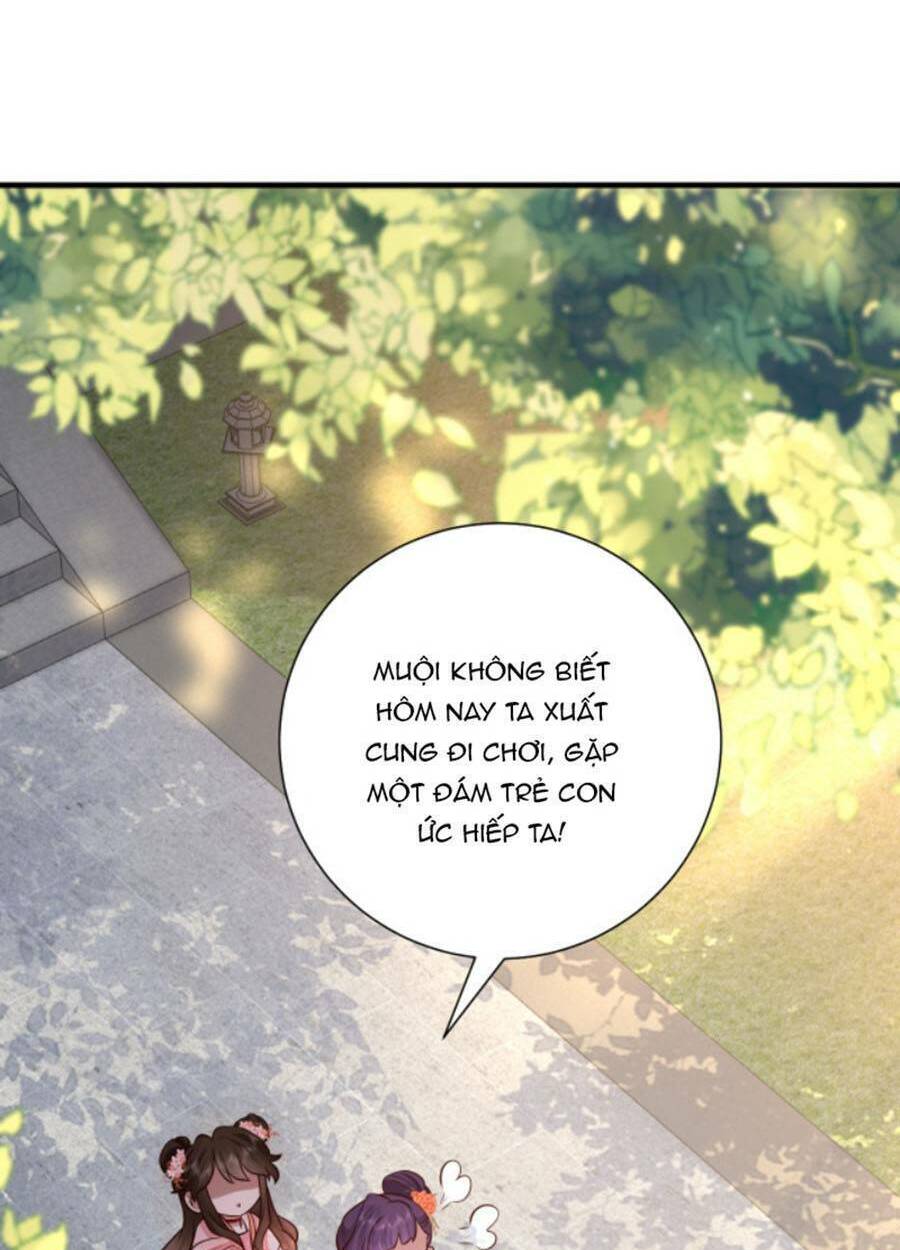 MUỘI KHÔNG BIẾT
HÔM NAY TA XUẤT
CUNG ĐI CHƠI, GẶP
MỘT ĐÁM TRẺ CON
ỨC HIẾP TA!